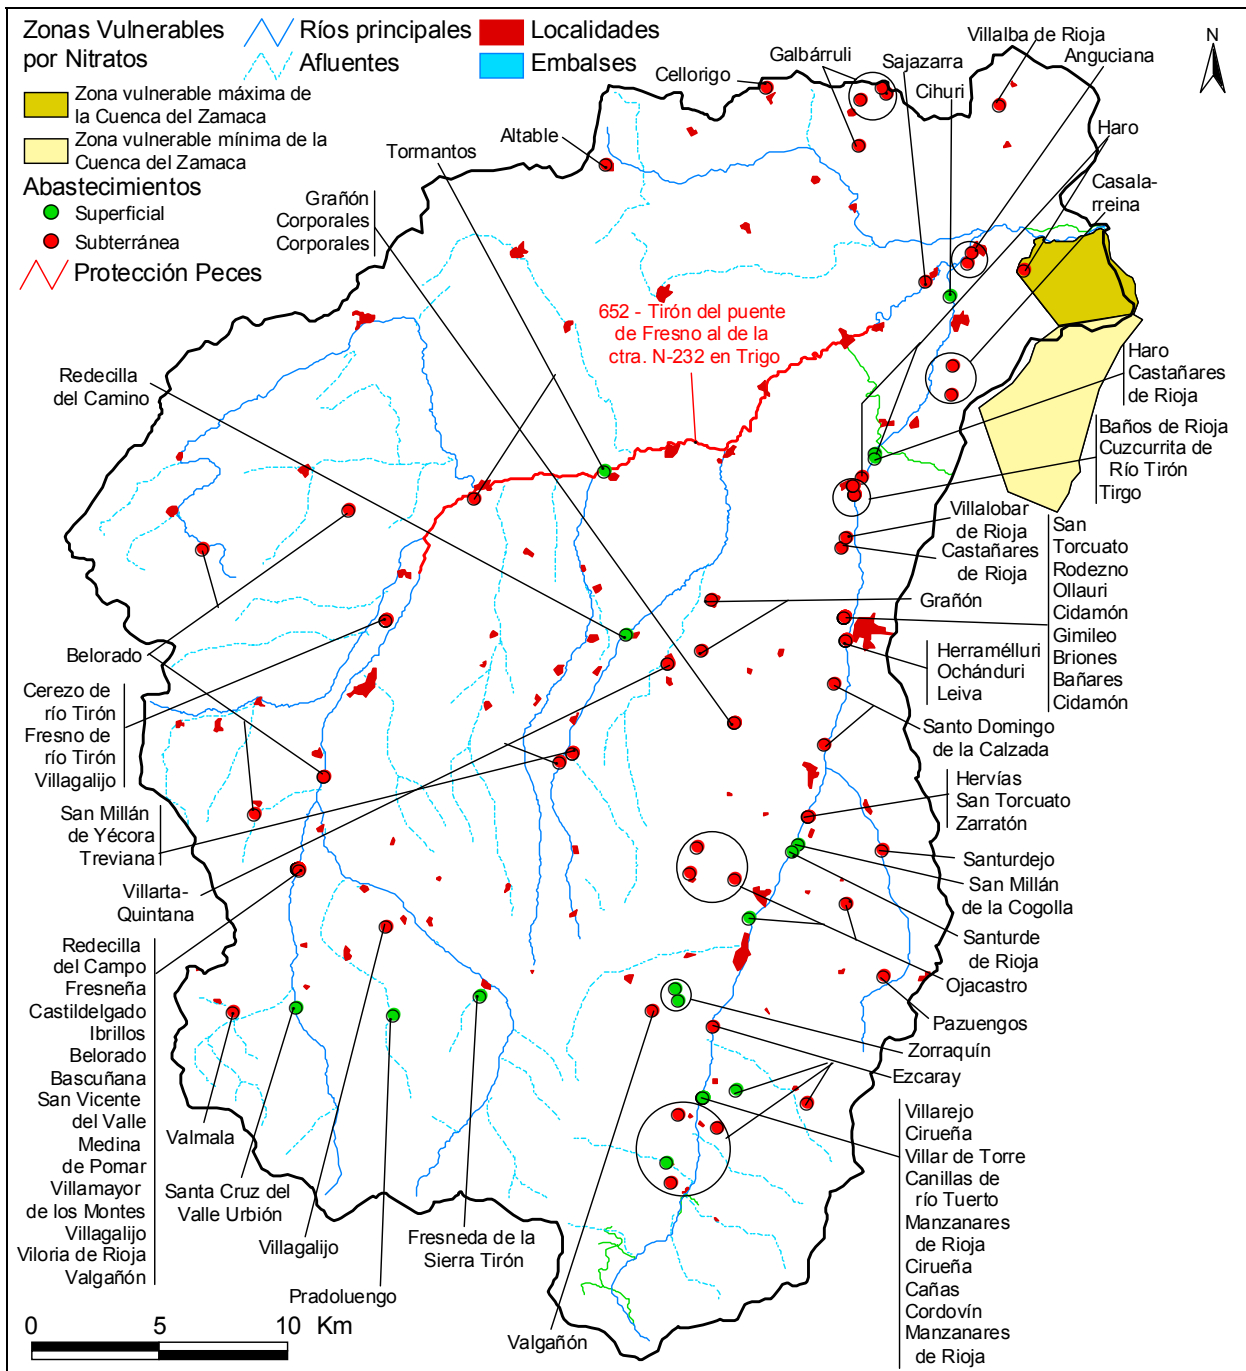 Zonas Vulnerables
por Nitratos
Ríos principales
Afluentes
Localidades
Embalses
Zona vulnerable máxima de
la Cuenca del Zamaca
Zona vulnerable mínima de la
Cuenca del Zamaca
Abastecimientos
Superficial
Subterránea
Protección Peces
N
Villalba de Rioja
Anguciana
Galbárruli
Sajazarra
Cellorigo
Cihuri
Haro
Altable
Tormantos
Casala-
rreina
Grañón
Corporales
Corporales
652 - Tirón del puente
de Fresno al de la
ctra. N-232 en Trigo
Redecilla
del Camino
Haro
Castañares
de Rioja
Baños de Rioja
Cuzcurrita de
Río Tirón
Tirgo
Villalobar
de Rioja
Castañares
de Rioja
San
Torcuato
Rodezno
Ollauri
Cidamón
Gimileo
Briones
Bañares
Cidamón
Grañón
Herramélluri
Ochánduri
Leiva
Belorado
Cerezo de
río Tirón
Fresno de
río Tirón
Villagalijo
Santo Domingo
de la Calzada
Hervías
San Torcuato
Zarratón
San Millán
de Yécora
Treviana
Santurdejo
San Millán
de la Cogolla
Villarta-
Quintana
Santurde
de Rioja
Ojacastro
Redecilla
del Campo
Fresneña
Castildelgado
Ibrillos
Belorado
Bascuñana
San Vicente
del Valle
Medina
de Pomar
Villamayor
de los Montes
Villagalijo
Viloria de Rioja
Valgañón
Pazuengos
Zorraquín
Ezcaray
Valmala
Santa Cruz del
Valle Urbión
Villagalijo
Fresneda de la
Sierra Tirón
Pradoluengo
Valgañón
Villarejo
Cirueña
Villar de Torre
Canillas de
río Tuerto
Manzanares
de Rioja
Cirueña
Cañas
Cordovín
Manzanares
de Rioja
0 5 10 Km